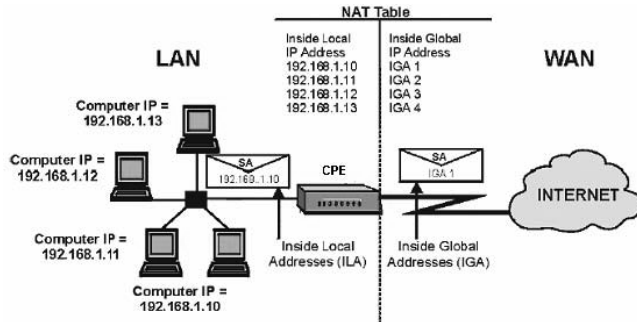 NAT Table
LAN
WAN
Inside Local
IP Address
192.168.1.10
192.168.1.11
192.168.1.12
192.168.1.13
Inside Global
IP Address
IGA 1
IGA 2
IGA 3
IGA 4
Computer IP =
192.168.1.13
Computer IP =
192.168.1.12
Computer IP =
192.168.1.11
Computer IP =
192.168.1.10
SA
192.168.1.10
CPE
SA
IGA 1
INTERNET
Inside Local
Addresses (ILA)
Inside Global
Addresses (IGA)